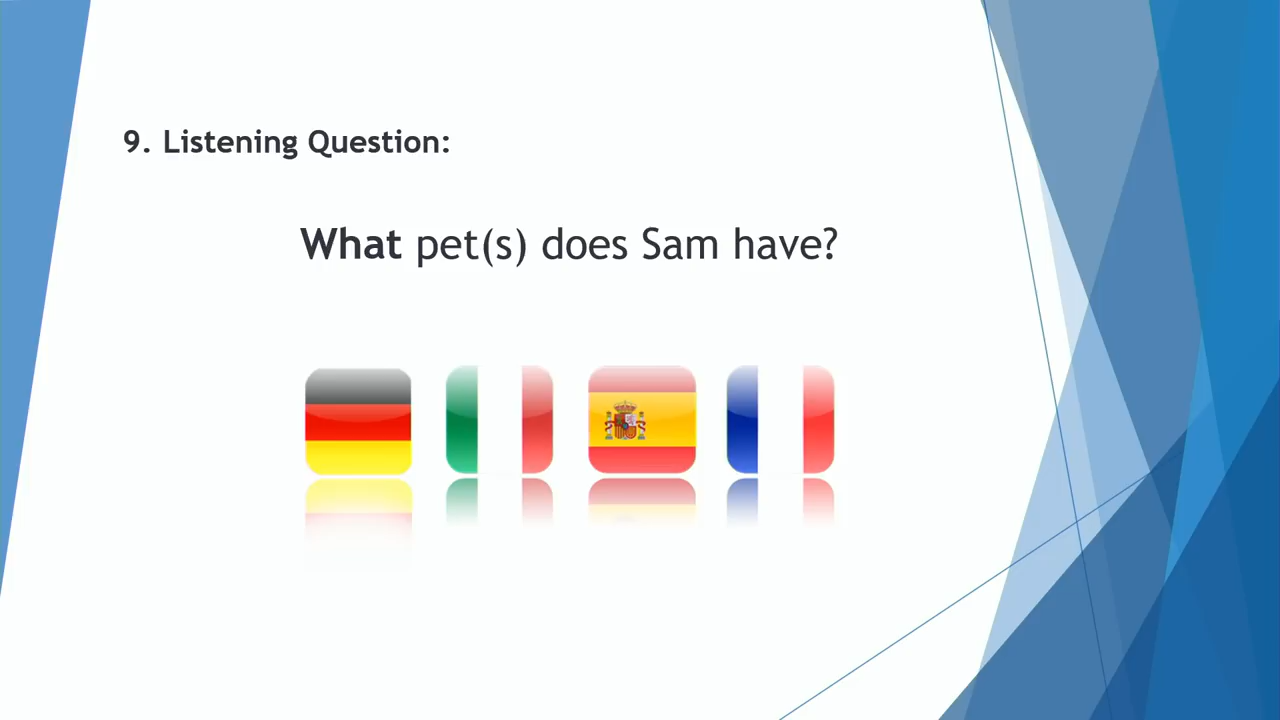 9. Listening Question:
What pet(s) does Sam have?